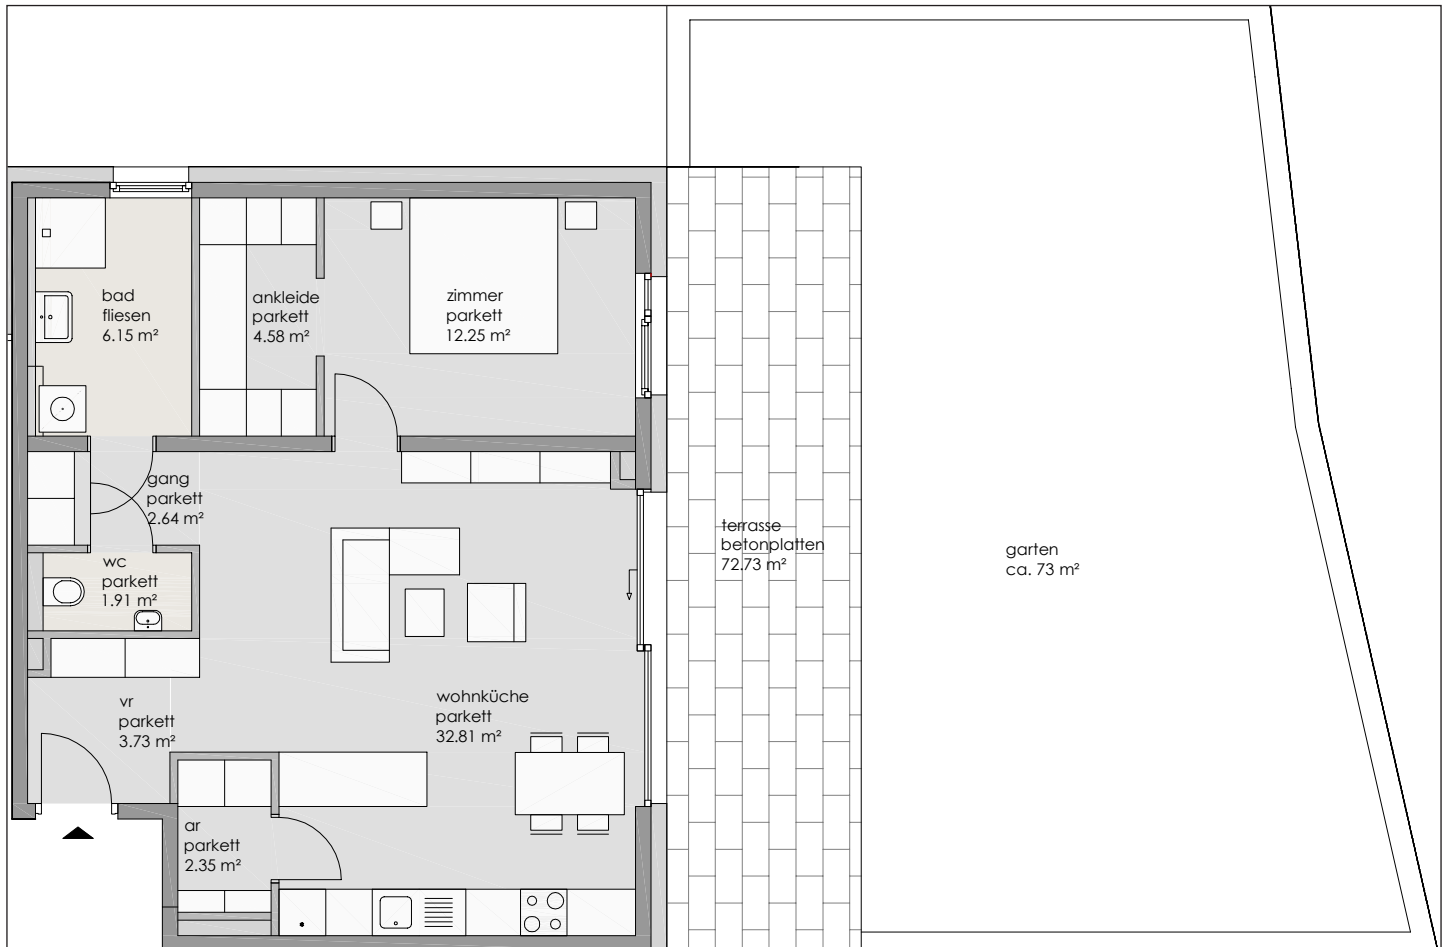 bad
fliesen
6.15 m²
ankleide
parkett
4.58 m²
zimmer
parkett
12.25 m²
gang
parkett
2.64 m²
wc
parkett
1.91 m²
terrasse
betonplatten
72.73 m²
garten
ca. 73 m²
vr
parkett
3.73 m²
wohnküche
parkett
32.81 m²
ar
parkett
2.35 m²